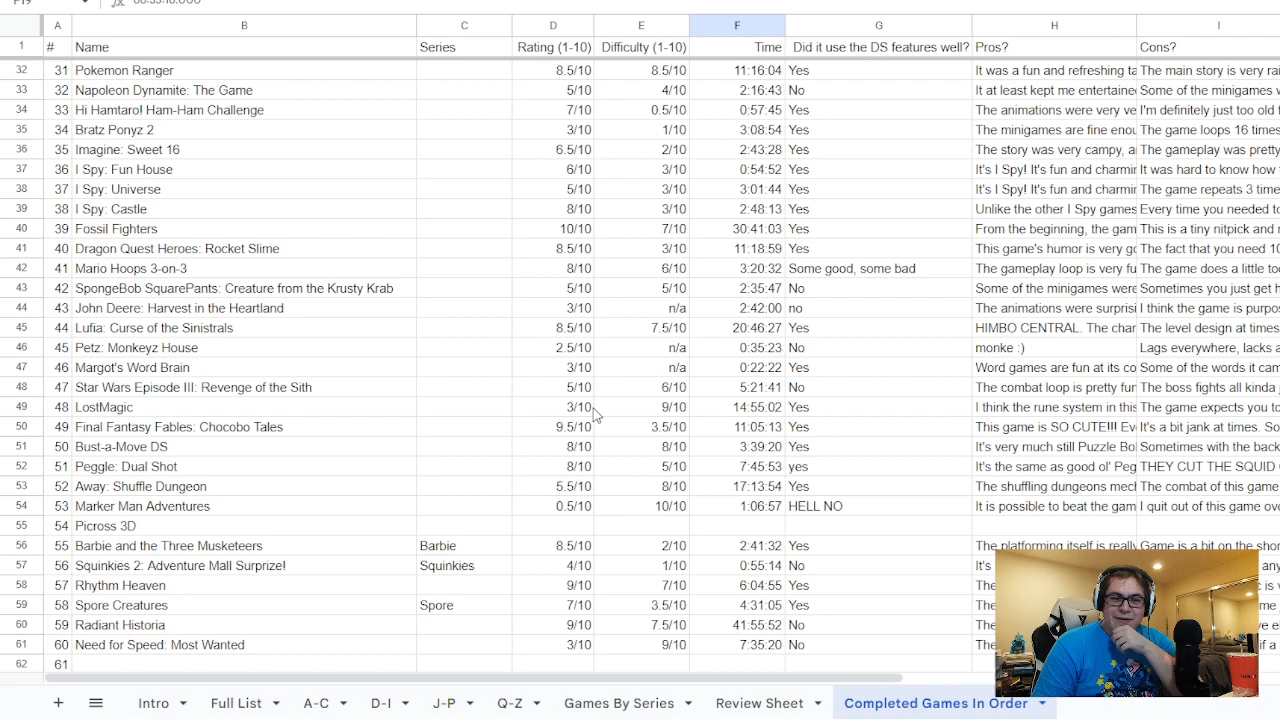 A B C D E F G H I
1 # Name Series Rating (1-10) Difficulty (1-10) Time Did it use the DS features well? Pros? Cons?
32 31 Pokemon Ranger 8.5/10 8.5/10 11:16:04 Yes It was a fun and refreshing ta The main story is very rai
33 32 Napoleon Dynamite: The Game 5/10 4/10 2:16:43 No It at least kept me entertaine Some of the minigames w
34 33 Hi Hamtaro! Ham-Ham Challenge 7/10 0.5/10 0:57:45 Yes The animations were very ve I'm definitely just too old f
35 34 Bratz Ponyz 2 3/10 1/10 3:08:54 Yes The minigames are fine enou The game loops 16 times
36 35 Imagine: Sweet 16 6.5/10 2/10 2:43:28 Yes The story was very campy, a The gameplay was pretty
37 36 I Spy: Fun House 6/10 3/10 0:54:52 Yes It's I Spy! It's fun and charmir It was hard to know how
38 37 I Spy: Universe 5/10 3/10 3:01:44 Yes It's I Spy! It's fun and charmir The game repeats 3 time
39 38 I Spy: Castle 8/10 3/10 2:48:13 Yes Unlike the other I Spy games Every time you needed to
40 39 Fossil Fighters 10/10 7/10 30:41:03 Yes From the beginning, the gam This is a tiny nitpick and
41 40 Dragon Quest Heroes: Rocket Slime 8.5/10 3/10 11:18:59 Yes This game's humor is very go The fact that you need 10
42 41 Mario Hoops 3-on-3 8/10 6/10 3:20:32 Some good, some bad The gameplay loop is very fu The game does a little to
43 42 SpongeBob SquarePants: Creature from the Krusty Krab 5/10 5/10 2:35:47 No Some of the minigames were Sometimes you just get h
44 43 John Deere: Harvest in the Heartland 3/10 n/a 2:42:00 no The animations were surprisi I think the game is purpos
45 44 Lufia: Curse of the Sinistrals 8.5/10 7.5/10 20:46:27 Yes HIMBO CENTRAL. The char The level design at times
46 45 Petz: Monkeyz House 2.5/10 n/a 0:35:23 No monke :) Lags everywhere, lacks a
47 46 Margot's Word Brain 3/10 n/a 0:22:22 Yes Word games are fun at its co Some of the words it cam
48 47 Star Wars Episode III: Revenge of the Sith 5/10 6/10 5:21:41 No The combat loop is pretty fur The boss fights all kinda
49 48 LostMagic 3/10 9/10 14:55:02 Yes I think the rune system in this The game expects you to
50 49 Final Fantasy Fables: Chocobo Tales 9.5/10 3.5/10 11:05:13 Yes This game is SO CUTE!!! Ev It's a bit jank at times. So
51 50 Bust-a-Move DS 8/10 8/10 3:39:20 Yes It's very much still Puzzle Bo Sometimes with the back
52 51 Peggle: Dual Shot 8/10 5/10 7:45:53 yes It's the same as good ol' Peg THEY CUT THE SQUID
53 52 Away: Shuffle Dungeon 5.5/10 8/10 17:13:54 Yes The shuffling dungeons mech The combat of this game
54 53 Marker Man Adventures 0.5/10 10/10 1:06:57 HELL NO It is possible to beat the gam I quit out of this game ove
55 54 Picross 3D
56 55 Barbie and the Three Musketeers Barbie 8.5/10 2/10 2:41:32 Yes The platforming itself is really Game is a bit on the shor
57 56 Squinkies 2: Adventure Mall Surprize! Squinkies 4/10 1/10 0:55:14 No It's any
58 57 Rhythm Heaven 9/10 7/10 6:04:55 Yes The
59 58 Spore Creatures Spore 7/10 3.5/10 4:31:05 Yes The
60 59 Radiant Historia 9/10 7.5/10 41:55:52 No The
61 60 Need for Speed: Most Wanted 3/10 9/10 7:35:20 No The if a
62 61
+ Intro Full List A-C D-I J-P Q-Z Games By Series Review Sheet Completed Games In Order